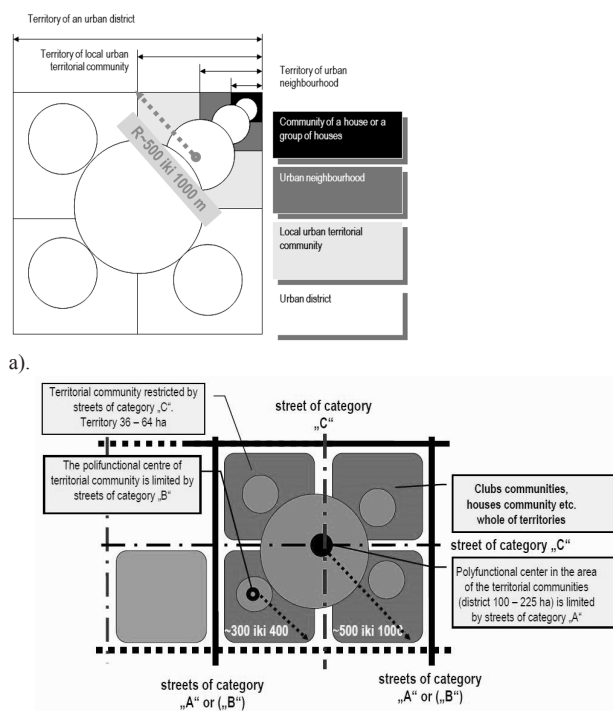 Territory of an urban district
Territory of local urban
territorial community
Territory of urban
neighbourhood
R~500 iki 1000 m
Community of a house or a
group of houses
Urban neighbourhood
Local urban territorial
community
Urban district
a).
Territorial community restricted by
streets of category „C".
Territory 36 – 64 ha
street of category
„C"
The polifunctional centre of
territorial community is limited by
streets of category „B"
Clubs communities,
houses community etc.
whole of territories
street of category „C"
Polyfunctional center in the area
of the territorial communities
(district 100 – 225 ha) is limited
by streets of category „A"
~300 iki 400
~500 iki 1000
streets of category
„A" or („B")
streets of category
„A" or („B")